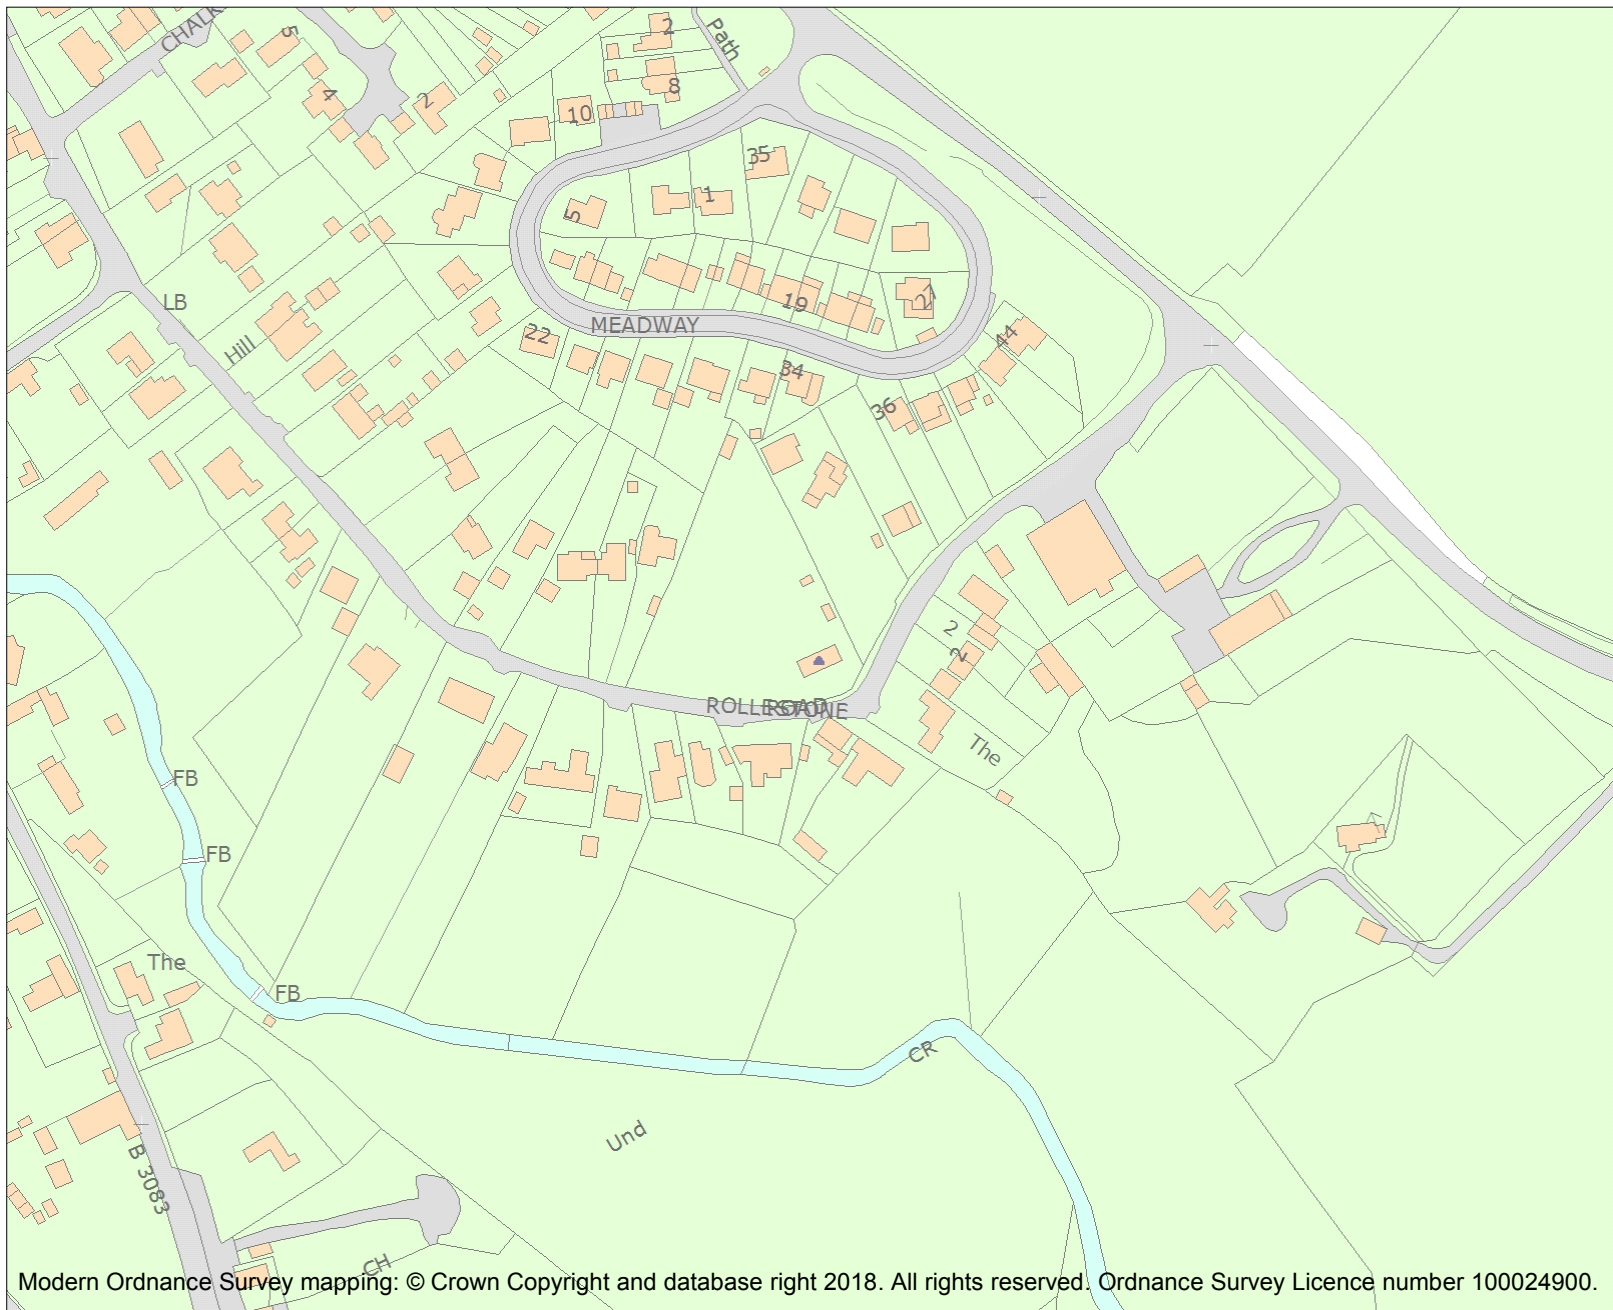 CHALK
5
2
Path
4
2
8
10
35
1
5
LB
19
27
Hill
22
MEADWAY
44
34
36
2
2
ROLLESTONE
ROAD
The
FB
7
FB
The
FB
CR
Und
B 3083
CH
Modern Ordnance Survey mapping: © Crown Copyright and database right 2018. All rights reserved. Ordnance Survey Licence number 100024900.